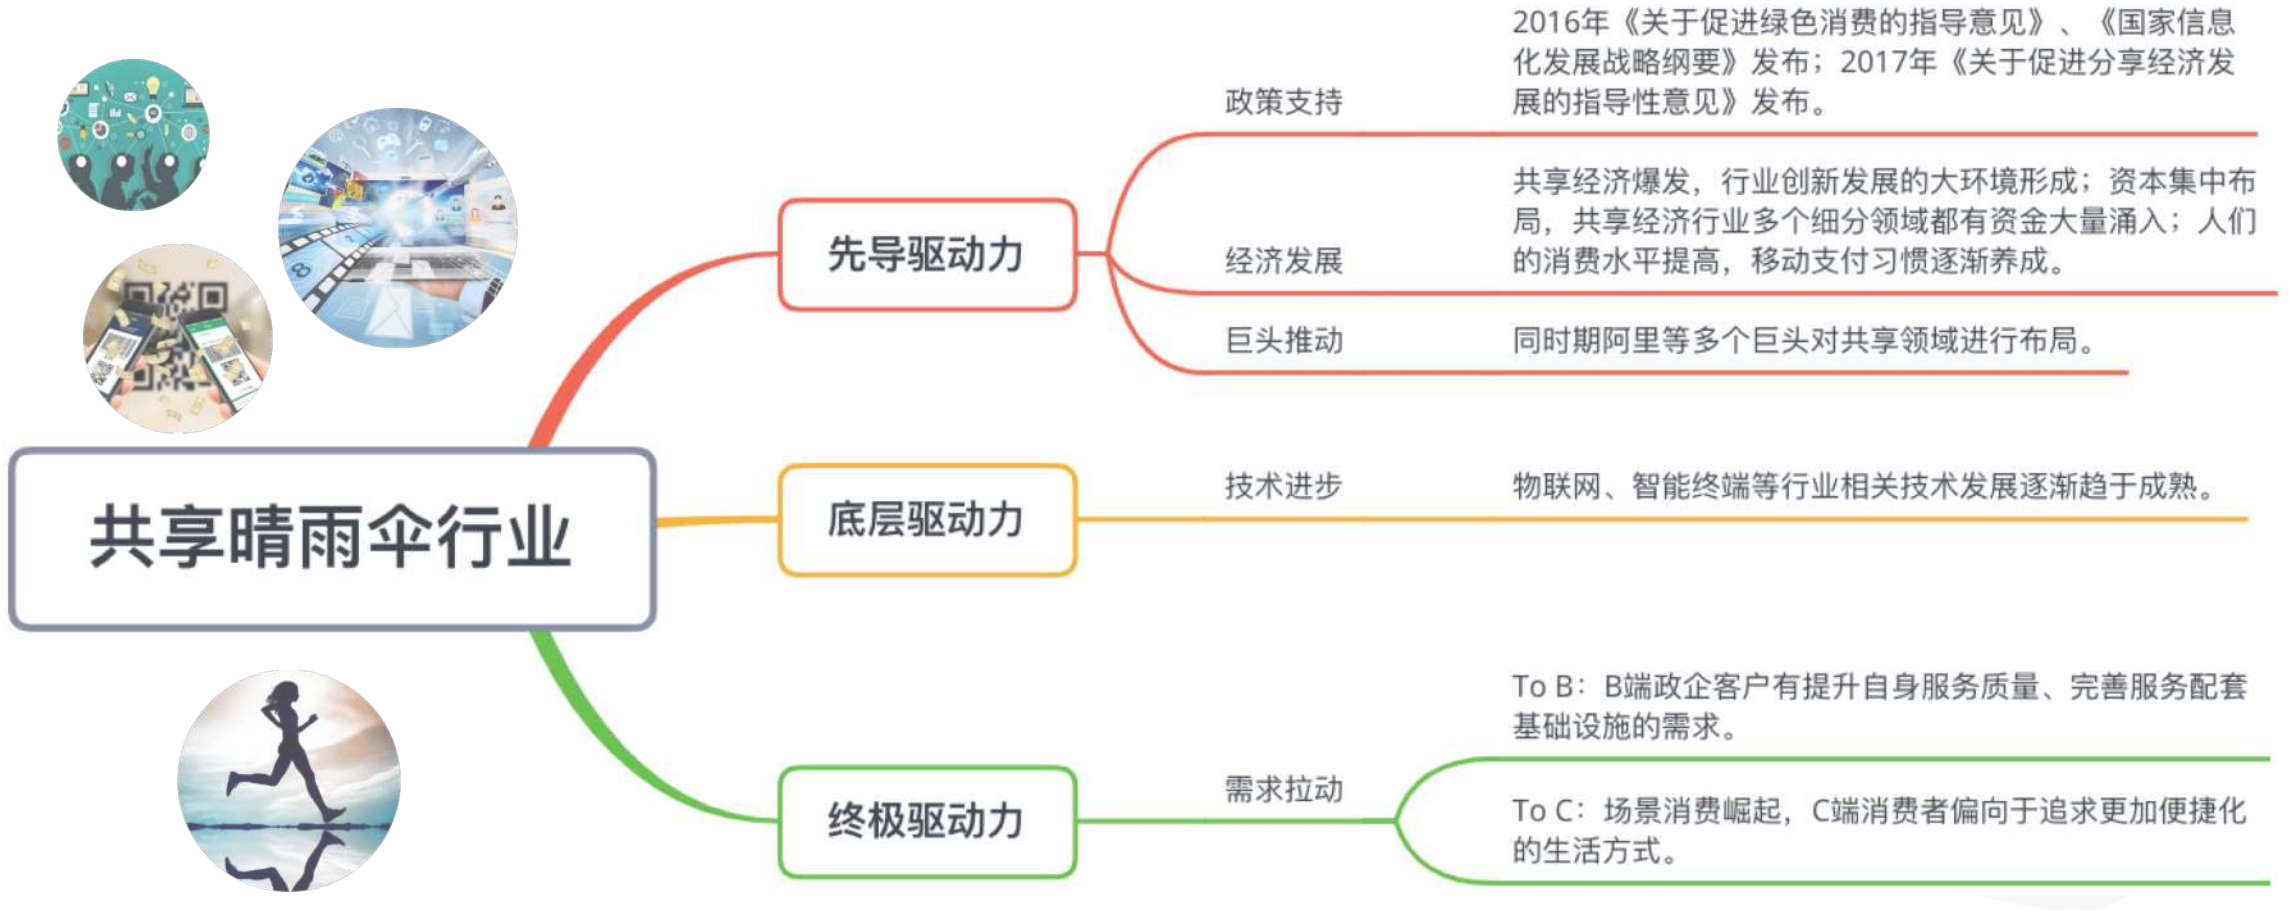 共享晴雨伞行业
先导驱动力
政策支持
2016年《关于促进绿色消费的指导意见》、《国家信息
化发展战略纲要》发布；2017年《关于促进分享经济发
展的指导性意见》发布。
经济发展
共享经济爆发，行业创新发展的大环境形成；资本集中布
局，共享经济行业多个细分领域都有资金大量涌入；人们
的消费水平提高，移动支付习惯逐渐养成。
巨头推动
同时期阿里等多个巨头对共享领域进行布局。
底层驱动力
技术进步
物联网、智能终端等行业相关技术发展逐渐趋于成熟。
终极驱动力
需求拉动
To B：B端政企客户有提升自身服务质量、完善服务配套
基础设施的需求。
To C：场景消费崛起，C端消费者偏向于追求更加便捷化
的生活方式。